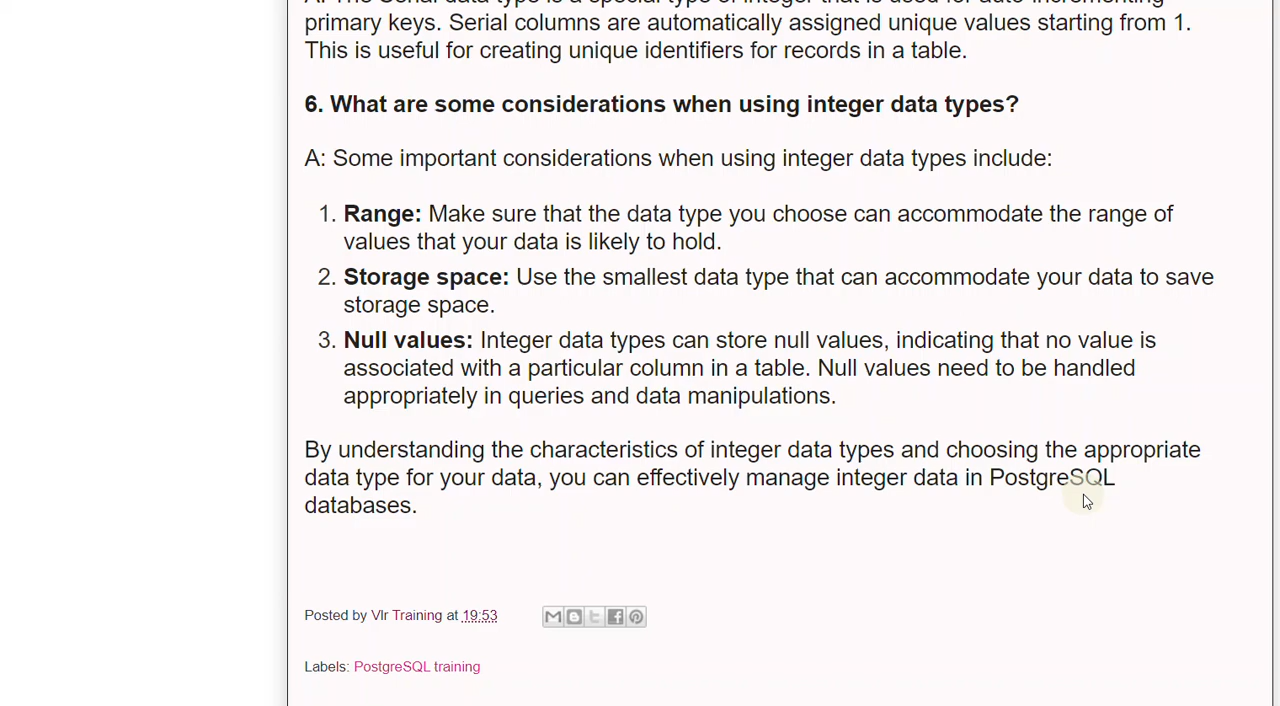 A: The Serial data type is a special type of integer that is used for auto-incrementing
primary keys. Serial columns are automatically assigned unique values starting from 1.
This is useful for creating unique identifiers for records in a table.
6. What are some considerations when using integer data types?
A: Some important considerations when using integer data types include:
1. Range: Make sure that the data type you choose can accommodate the range of
values that your data is likely to hold.
2. Storage space: Use the smallest data type that can accommodate your data to save
storage space.
3. Null values: Integer data types can store null values, indicating that no value is
associated with a particular column in a table. Null values need to be handled
appropriately in queries and data manipulations.
By understanding the characteristics of integer data types and choosing the appropriate
data type for your data, you can effectively manage integer data in PostgreSQL
databases.
Posted by Vlr Training at 19:53
Labels: PostgreSQL training